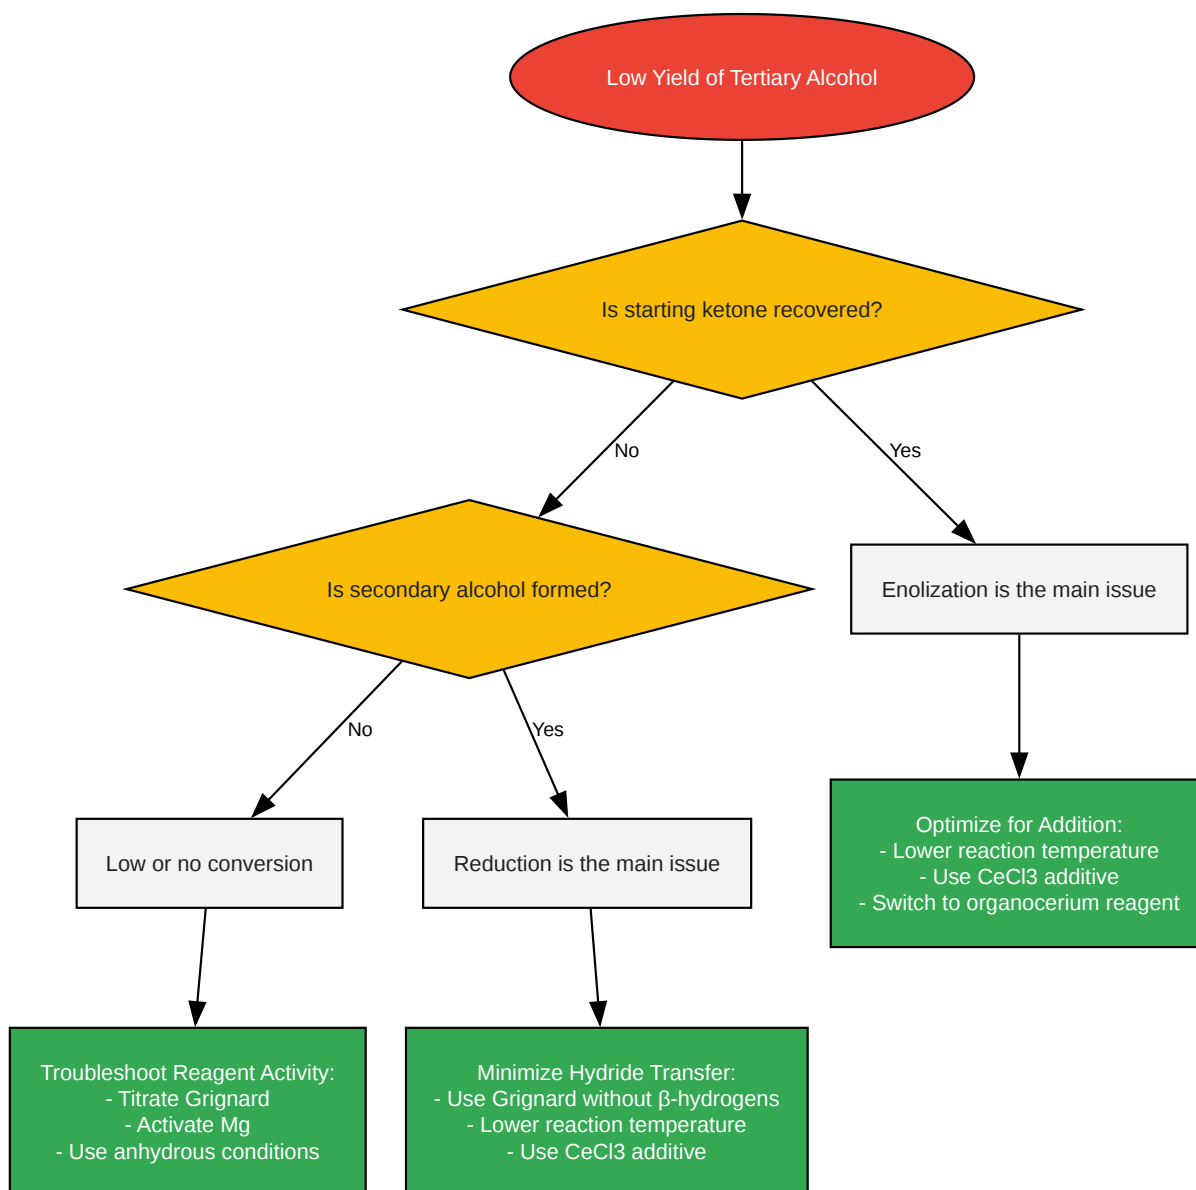 Low Yield of Tertiary Alcohol
Is starting ketone recovered?
No
Yes
Is secondary alcohol formed?
Enolization is the main issue
No
Yes
Optimize for Addition:
- Lower reaction temperature
- Use CeCl3 additive
- Switch to organocerium reagent
Low or no conversion
Reduction is the main issue
Troubleshoot Reagent Activity:
- Titrate Grignard
- Activate Mg
- Use anhydrous conditions
Minimize Hydride Transfer:
- Use Grignard without β-hydrogens
- Lower reaction temperature
- Use CeCl3 additive